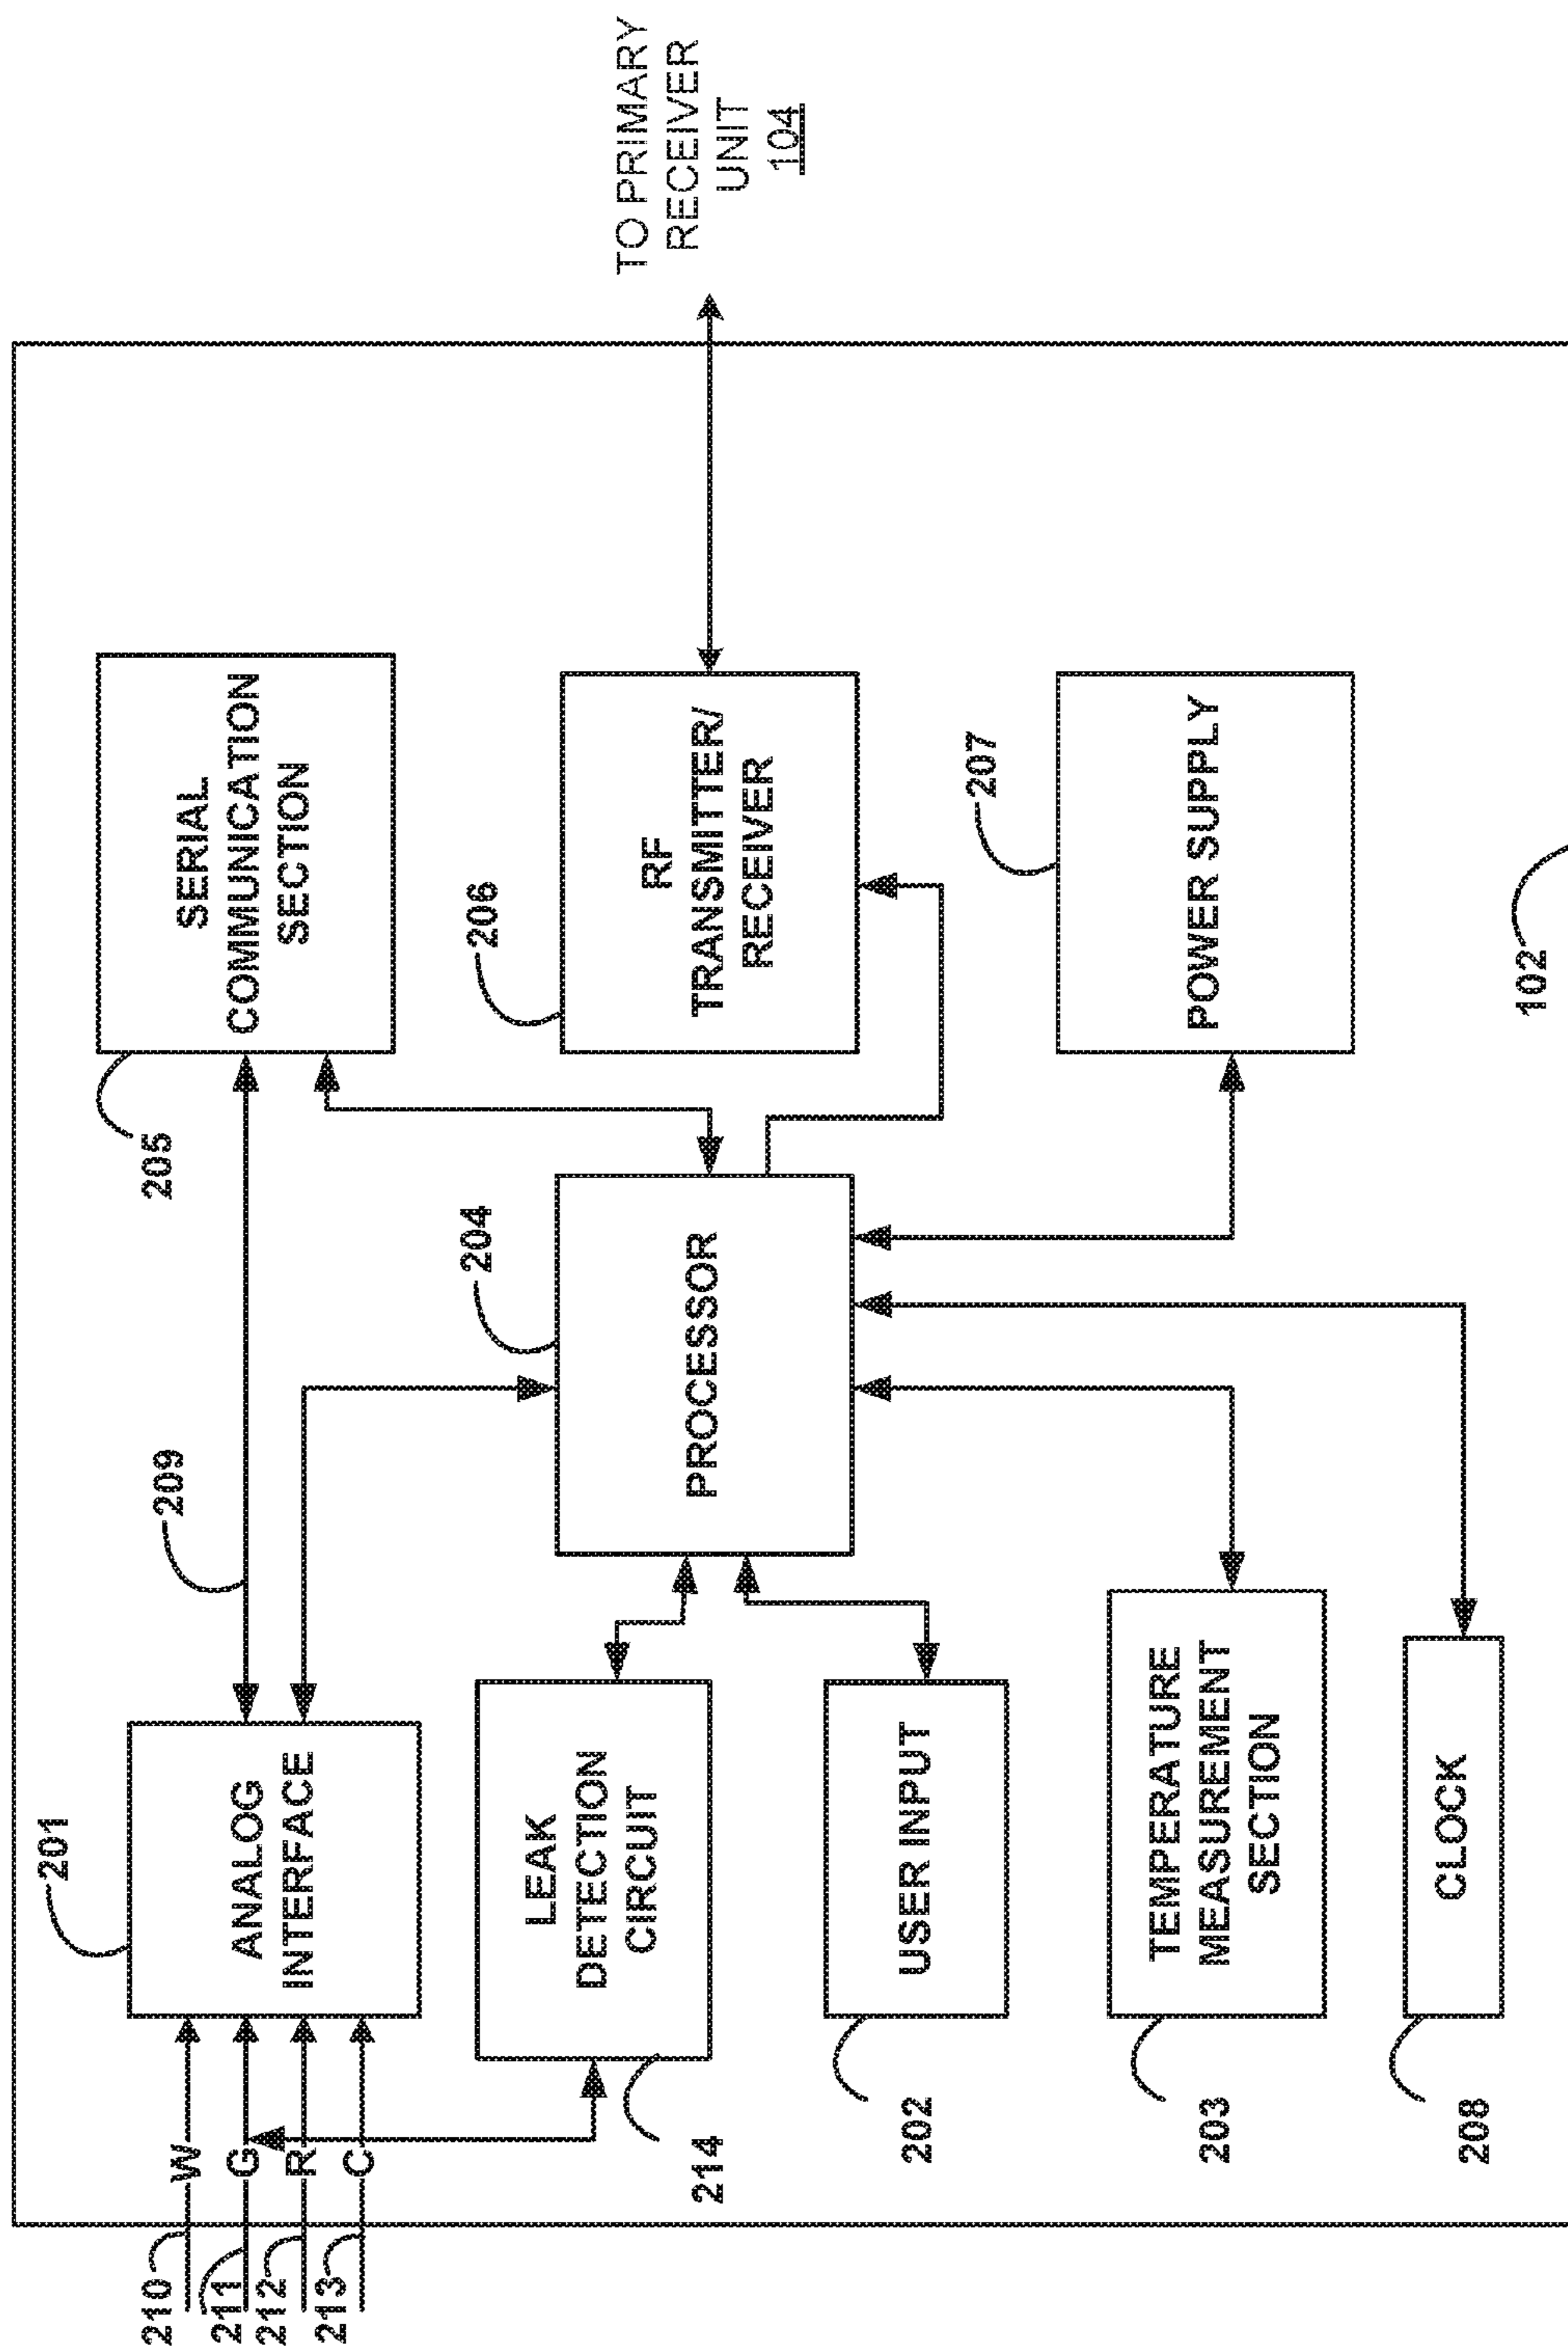 210
211
212
213
W
G
R
C
201
ANALOG
INTERFACE
209
205
SERIAL
COMMUNICATION
SECTION
214
LEAK
DETECTION
CIRCUIT
204
PROCESSOR
206
RF
TRANSMITTER/
RECEIVER
TO PRIMARY
RECEIVER
UNIT
104
202
USER INPUT
203
TEMPERATURE
MEASUREMENT
SECTION
207
POWER SUPPLY
208
CLOCK
102